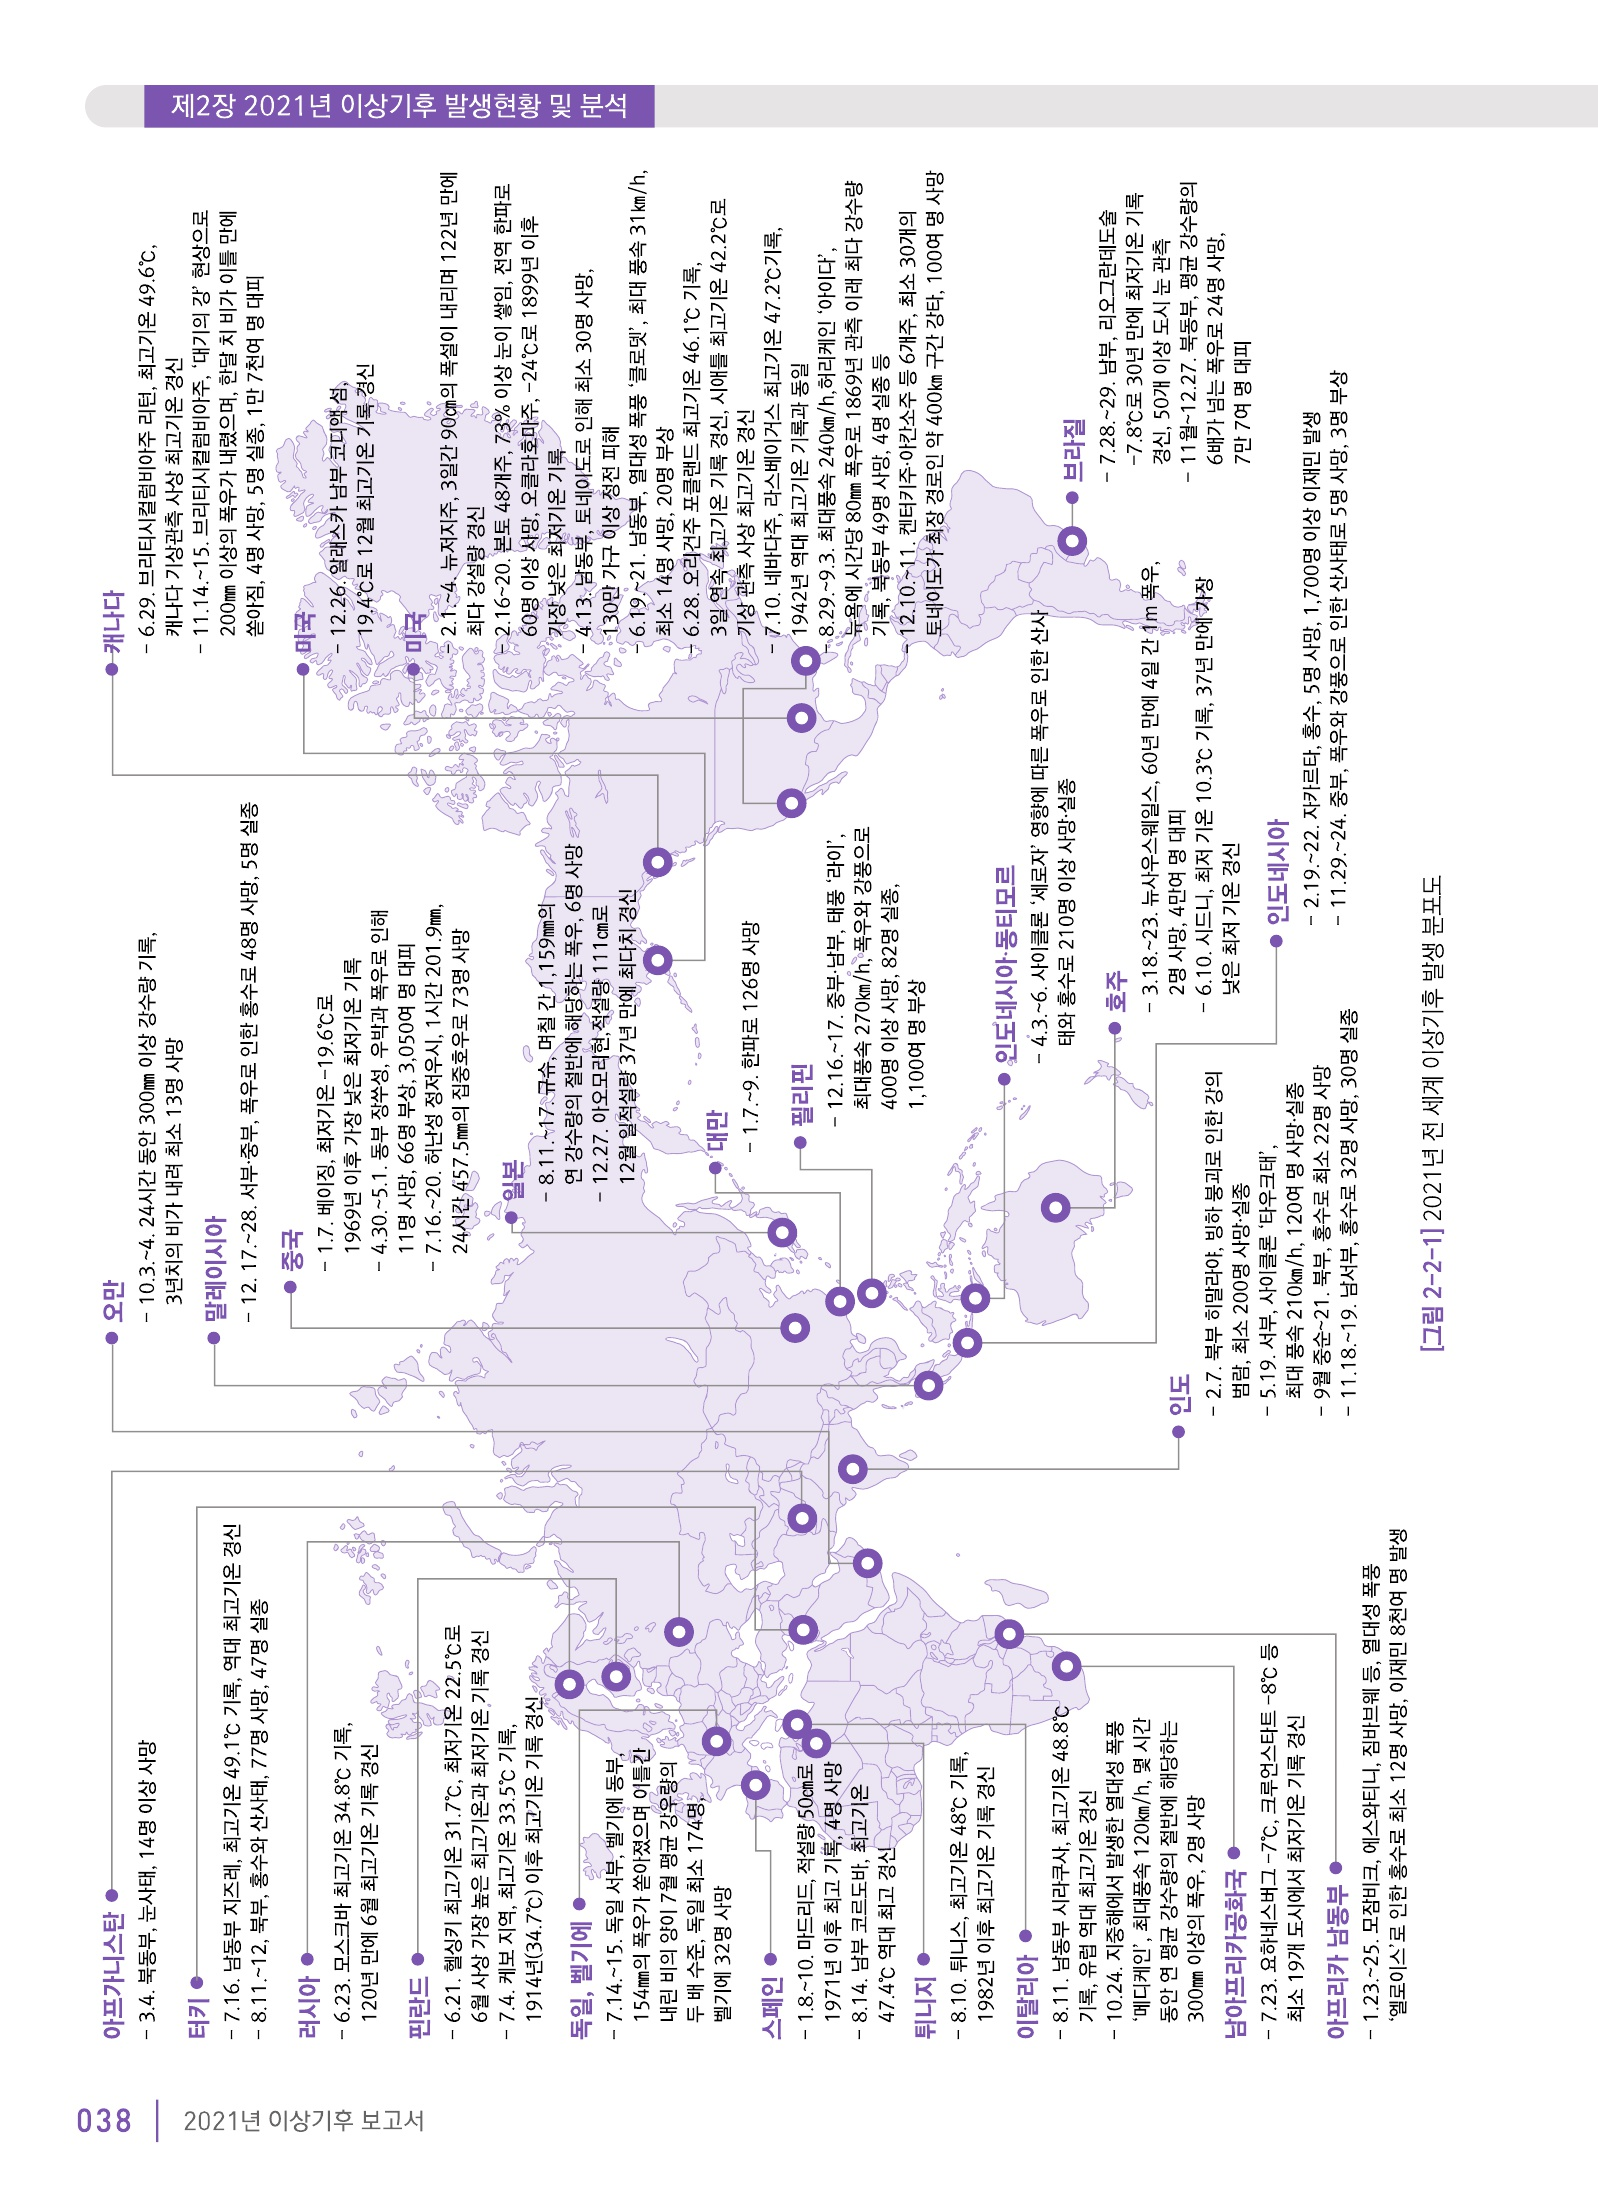 제2장 2021년 이상기후 발생현황 및 분석
아프가니스탄
- 3.4. 북동부, 눈사태, 14명 이상 사망
터키
- 7.16. 남동부 지즈레, 최고기온 49.1℃ 기록, 역대 최고기온 경신
- 8.11.~12, 북부, 홍수와 산사태, 77명 사망, 47명 실종
러시아
- 6.23. 모스크바 최고기온 34.8℃ 기록,
120년 만에 6월 최고기온 기록 경신
핀란드
- 6.21. 헬싱키 최고기온 31.7℃, 최저기온 22.5℃로
6월 사상 가장 높은 최고기온과 최저기온 기록 경신
- 7.4. 케보 지역, 최고기온 33.5℃ 기록,
1914년(34.7℃) 이후 최고기온 기록 경신
독일, 벨기에
- 7.14.~15. 독일 서부, 벨기에 동부,
154㎜의 폭우가 쏟아졌으며 이틀간
내린 비의 양이 7월 평균 강우량의
두 배 수준, 독일 최소 174명,
벨기에 32명 사망
스페인
- 1.8.~10. 마드리드, 적설량 50㎝로
1971년 이후 최고 기록, 4명 사망
- 8.14. 남부 코르도바, 최고기온
47.4℃ 역대 최고 경신
튀니지
- 8.10. 튀니스, 최고기온 48℃ 기록,
1982년 이후 최고기온 기록 경신
이탈리아
- 8.11. 남동부 시라쿠사, 최고기온 48.8℃
기록, 유럽 역대 최고기온 경신
- 10.24. 지중해에서 발생한 열대성 폭풍
‘메디케인’, 최대풍속 120㎞/h, 몇 시간
동안 연 평균 강수량의 절반에 해당하는
300㎜ 이상의 폭우, 2명 사망
남아프리카공화국
- 7.23. 요하네스버그 -7℃, 크루언스타트 -8℃ 등
최소 19개 도시에서 최저기온 기록 경신
아프리카 남동부
- 1.23.~25. 모잠비크, 에스와티니, 짐바브웨 등, 열대성 폭풍
‘엘로이스’로 인한 홍수로 최소 12명 사망, 이재민 8천여 명 발생
오만
- 10.3.~4. 24시간 동안 300㎜ 이상 강수량 기록,
3년치의 비가 내려 최소 13명 사망
말레이시아
- 12. 17.~28. 서부·중부, 폭우로 인한 홍수로 48명 사망, 5명 실종
중국
- 1.7. 베이징, 최저기온 -19.6℃로
1969년 이후 가장 낮은 최저기온 기록
- 4.30.~5.1. 동부 장쑤성, 우박과 폭우로 인해
11명 사망, 66명 부상, 3,050여 명 대피
- 7.16.~20. 허난성 정저우시, 1시간 201.9㎜,
24시간 457.5㎜의 집중호우로 73명 사망
일본
- 8.11.~17. 규슈, 며칠 간 1,159㎜의
연 강수량의 절반에 해당하는 폭우, 6명 사망
- 12.27. 아오모리현, 적설량 111㎝로
12월 일적설량 37년 만에 최다치 경신
대만
- 1.7.~9. 한파로 126명 사망
필리핀
- 12.16.~17. 중부·남부, 태풍 ‘라이’,
최대풍속 270㎞/h, 폭우와 강풍으로
400명 이상 사망, 82명 실종,
1,100여 명 부상
인도네시아·동티모르
- 4.3.~6. 사이클론 ‘세로자’ 영향에 따른 폭우로 인한 산사
태와 홍수로 210명 이상 사망·실종
호주
- 3.18.~23. 뉴사우스웨일스, 60년 만에 4일 간 1m 폭우,
2명 사망, 4만여 명 대피
- 6.10. 시드니, 최저 기온 10.3℃ 기록, 37년 만에 가장
낮은 최저 기온 경신
인도네시아
- 2.19.~22. 자카르타, 홍수, 5명 사망, 1,700명 이상 이재민 발생
- 11.29.~24. 중부, 폭우와 강풍으로 인한 산사태로 5명 사망, 3명 부상
인도
- 2.7. 북부 히말라야, 빙하 붕괴로 인한 강의
범람, 최소 200명 사망·실종
- 5.19. 서부, 사이클론 ‘타우크태’,
최대 풍속 210㎞/h, 120여 명 사망·실종
- 9월 중순~21. 북부, 홍수로 최소 22명 사망
- 11.18.~19. 남서부, 홍수로 32명 사망, 30명 실종
캐나다
- 6.29. 브리티시컬럼비아주 리턴, 최고기온 49.6℃,
캐나다 기상관측 사상 최고기온 경신
- 11.14.~15. 브리티시컬럼비아주, ‘대기의 강’ 현상으로
200㎜ 이상의 폭우가 내렸으며, 한달 치 비가 이틀 만에
쏟아짐, 4명 사망, 5명 실종, 1만 7천여 명 대피
미국
- 12.26. 알래스카 남부 코디액 섬
19.4℃로 12월 최고기온 기록 경신
미국
- 2.1.~4. 뉴저지주, 3일간 90㎝의 폭설이 내리며 122년 만에
최다 강설량 경신
- 2.16~20. 본토 48개주, 73% 이상 눈이 쌓임, 전역 한파로
60명 이상 사망, 오클라호마주, -24℃로 1899년 이후
가장 낮은 최저기온 기록
- 4.13. 남동부, 토네이도로 인해 최소 30명 사망,
130만 가구 이상 정전 피해
- 6.19.~21. 남동부, 열대성 폭풍 ‘클로뎃’, 최대 풍속 31㎞/h,
최소 14명 사망, 20명 부상
- 6.28. 오리건주 포클랜드 최고기온 46.1℃ 기록,
3일 연속 최고기온 기록 경신, 시애틀 최고기온 42.2℃로
기상 관측 사상 최고기온 경신
- 7.10. 네바다주, 라스베이거스 최고기온 47.2℃기록,
1942년 역대 최고기온 기록과 동일
- 8.29.~9.3. 최대풍속 240㎞/h,허리케인 ‘아이다’,
뉴욕에 시간당 80㎜ 폭우로 1869년 관측 이래 최다 강수량
기록, 북동부 49명 사망, 4명 실종 등
- 12.10.~11. 켄터키주·아칸소주 등 6개주, 최소 30개의
토네이도가 최장 경로인 약 400㎞ 구간 강타, 100여 명 사망
브라질
- 7.28.~29. 남부, 리오그란데도술
-7.8℃로 30년 만에 최저기온 기록
경신, 50개 이상 도시 눈 관측
- 11월~12.27. 북동부, 평균 강수량의
6배가 넘는 폭우로 24명 사망,
7만 7여 명 대피
[그림 2-2-1] 2021년 전 세계 이상기후 발생 분포도
038
2021년 이상기후 보고서